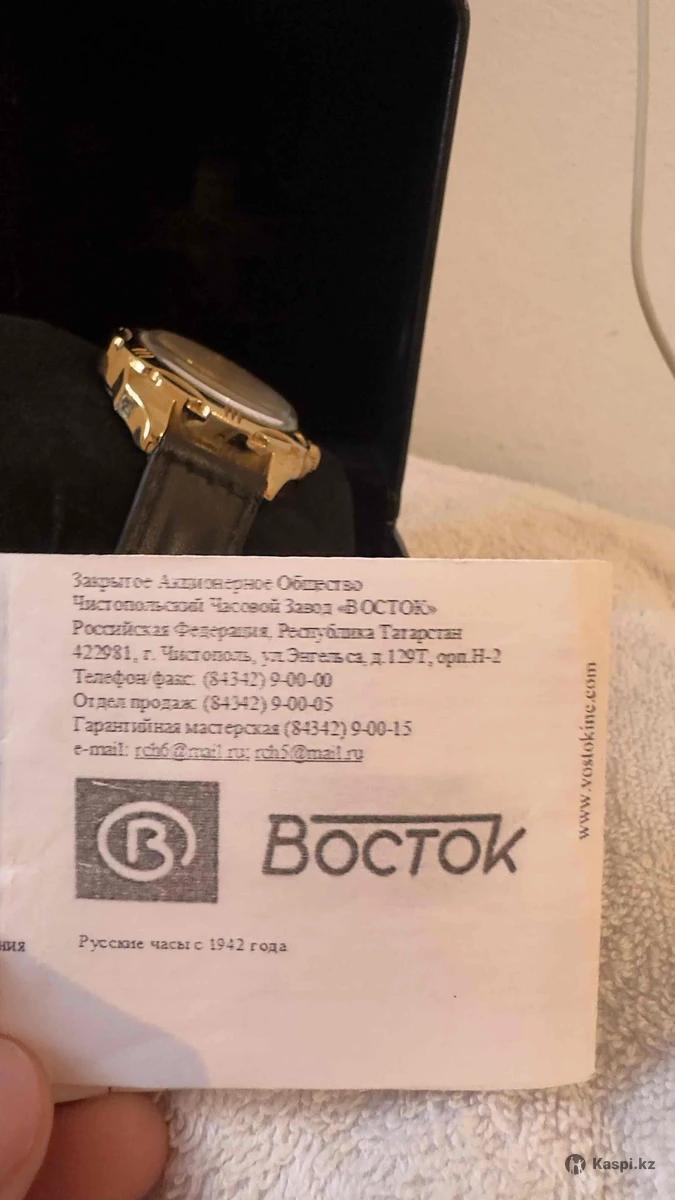 Закрытое Акционерное Общество
Чистопольский Часовой Завод «ВОСТОК»
Российская Федерация, Республика Татарстан
422981, г. Чистополь, ул.Энгельса, д.129Т, орп.Н-2
Телефон/факс: (84342) 9-00-00
Отдел продаж: (84342) 9-00-05
Гарантийная мастерская (84342) 9-00-15
e-mail: rch6@mail.ru; rch5@mail.ru
www.vostokinc.com
В
Восток
ния
Русские часы с 1942 года
Kaspi.kz